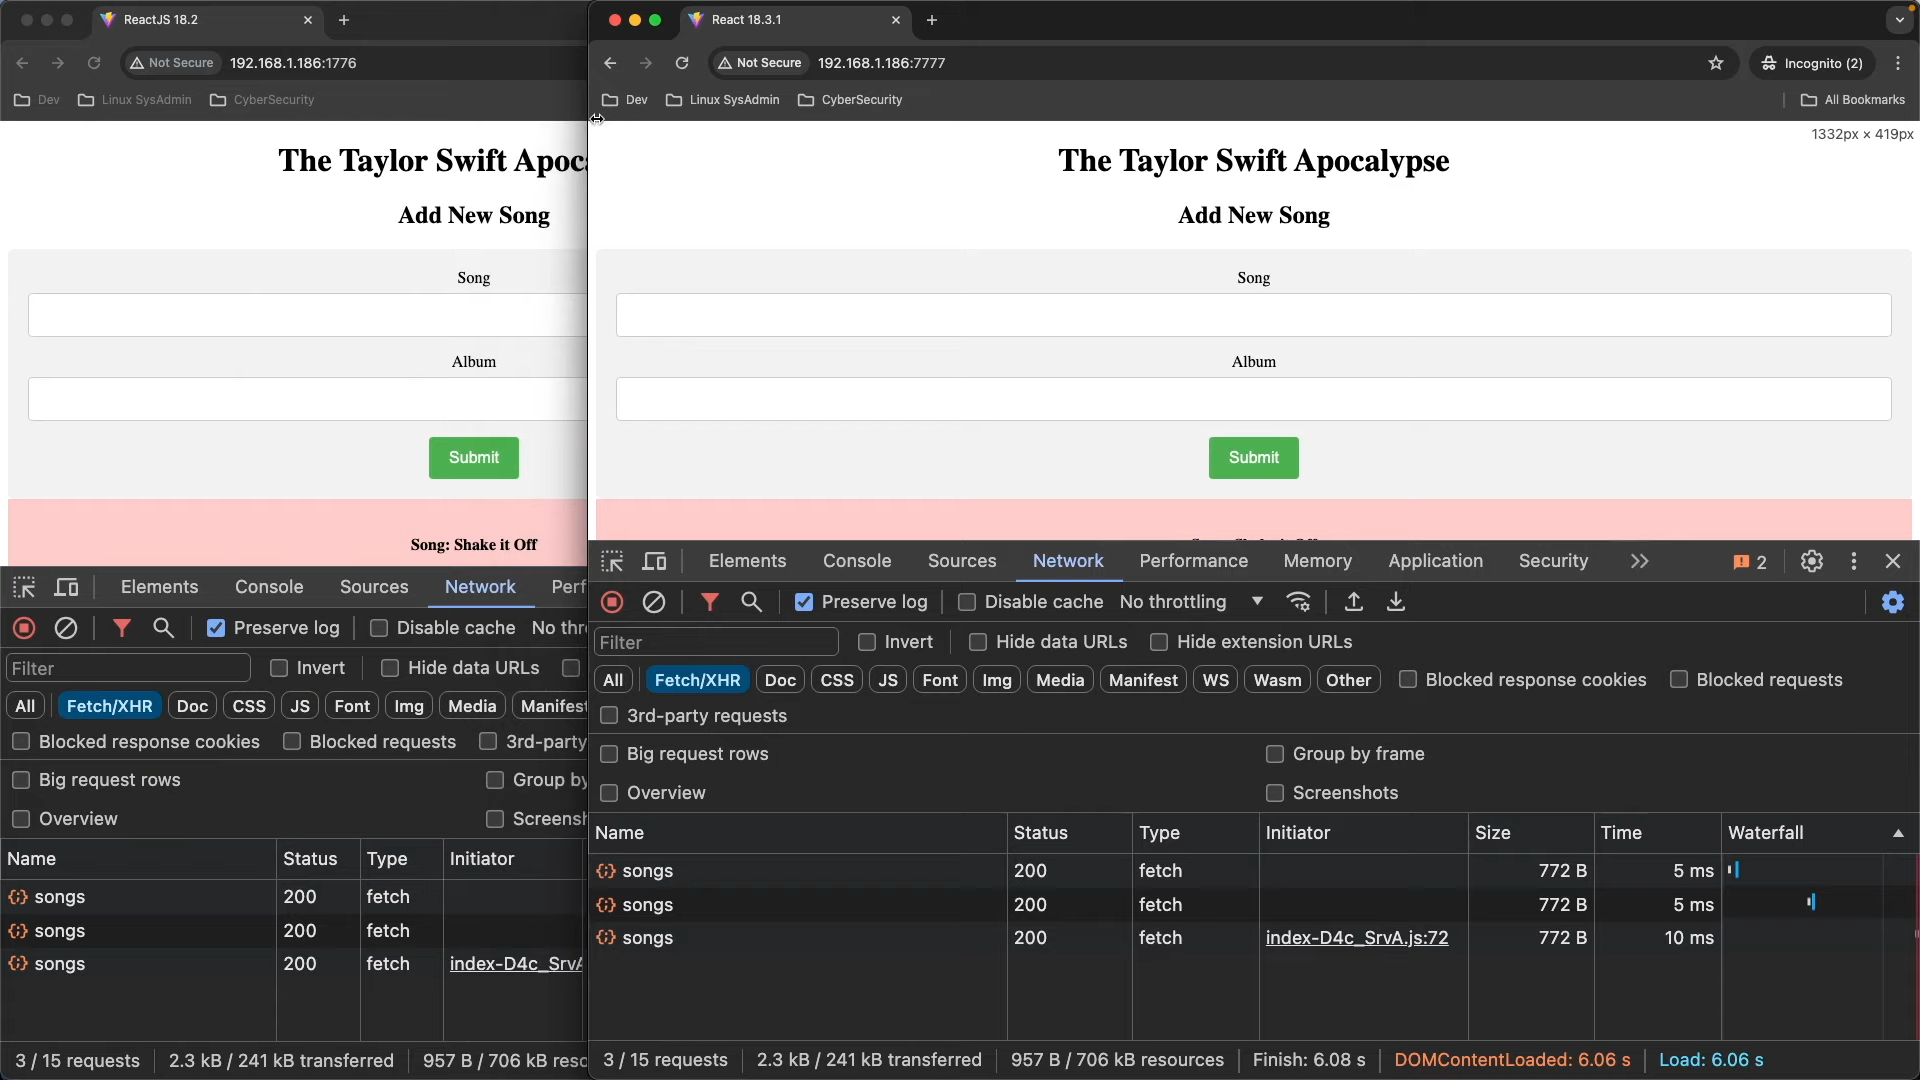 ReactJS 18.2
Not Secure 192.168.1.186:1776
Dev Linux SysAdmin CyberSecurity
The Taylor Swift Apoc
Add New Song
Song
Album
Submit
Song: Shake it Off
Elements Console Sources Network Perf
Preserve log Disable cache No thr
Filter Invert Hide data URLs
All Fetch/XHR Doc CSS JS Font Img Media Manifest
Blocked response cookies Blocked requests 3rd-party
Big request rows Group by
Overview Screensh
Name Status Type Initiator
songs 200 fetch
songs 200 fetch
songs 200 fetch index-D4c_SrvA
3 / 15 requests 2.3 kB / 241 kB transferred 957 B / 706 kB reso
React 18.3.1
Not Secure 192.168.1.186:7777 Incognito (2)
Dev Linux SysAdmin CyberSecurity All Bookmarks
1332px × 419px
The Taylor Swift Apocalypse
Add New Song
Song
Album
Submit
Elements Console Sources Network Performance Memory Application Security 2
Preserve log Disable cache No throttling
Filter Invert Hide data URLs Hide extension URLs
All Fetch/XHR Doc CSS JS Font Img Media Manifest WS Wasm Other Blocked response cookies Blocked requests
3rd-party requests
Big request rows Group by frame
Overview Screenshots
Name Status Type Initiator Size Time Waterfall
songs 200 fetch 772 B 5 ms
songs 200 fetch 772 B 5 ms
songs 200 fetch index-D4c_SrvA.js:72 772 B 10 ms
3 / 15 requests 2.3 kB / 241 kB transferred 957 B / 706 kB resources Finish: 6.08 s DOMContentLoaded: 6.06 s Load: 6.06 s